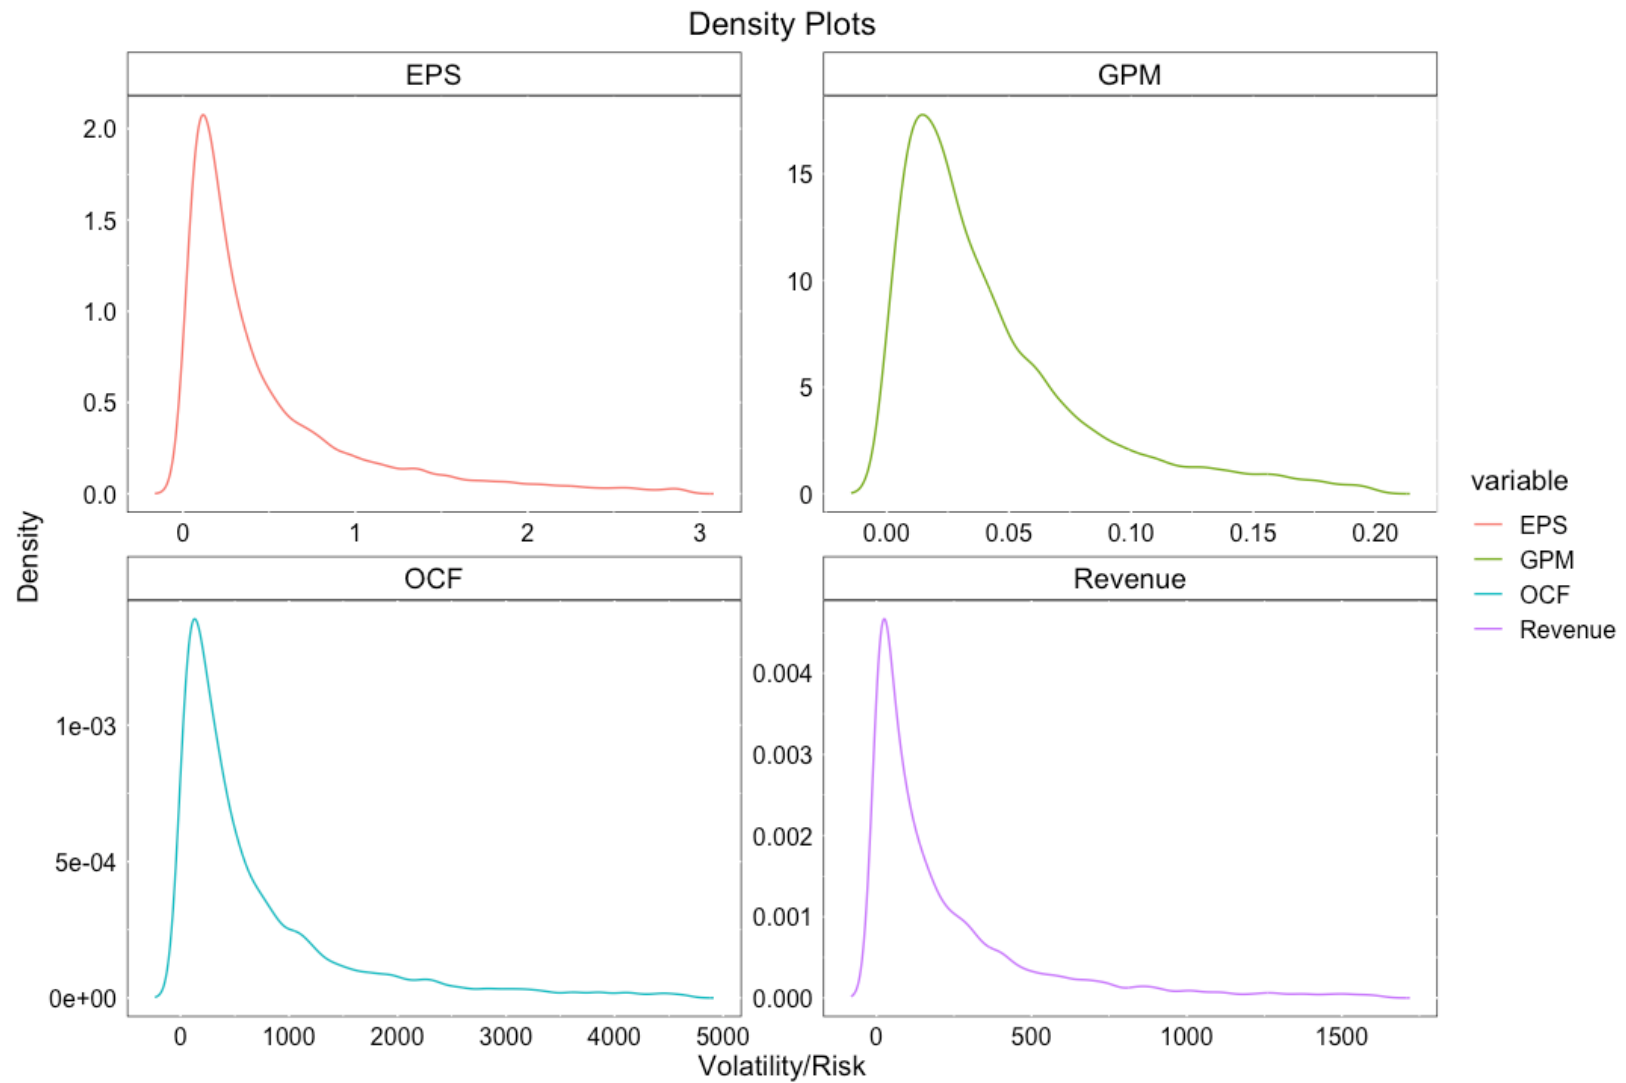 Density Plots
EPS
GPM
2.0
1.5
1.0
0.5
0.0
0 1 2 3
15
10
5
0
0.00 0.05 0.10 0.15 0.20
Density
OCF
Revenue
1e-03
5e-04
0e+00
0 1000 2000 3000 4000 5000
0.004
0.003
0.002
0.001
0.000
0 500 1000 1500
Volatility/Risk
variable
EPS
GPM
OCF
Revenue